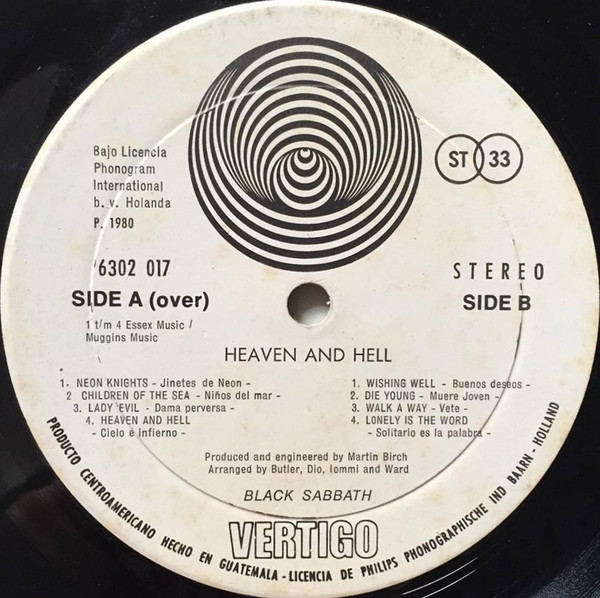 Bajo Licencia
Phonogram
International
b. v. Holanda
P. 1980
ST 33
6302 017
STEREO
SIDE A (over)
SIDE B
1 t/m 4 Essex Music /
Muggins Music
HEAVEN AND HELL
1. NEON KNIGHTS - Jinetes de Neon -
2 CHILDREN OF THE SEA - Niños del mar -
3. LADY EVIL - Dama perversa -
4. HEAVEN AND HELL
- Cielo é infierno -
1. WISHING WELL - Buenos deseos -
2. DIE YOUNG - Muere Joven -
3. WALK A WAY - Vete -
4. LONELY IS THE WORD
- Solitario es la palabra -
Produced and engineered by Martin Birch
Arranged by Butler, Dio, Iommi and Ward
BLACK SABBATH
VERTIGO
PRODUCTO CENTROAMERICANO HECHO EN GUATEMALA - LICENCIA DE PHILIPS PHONOGRAPHISCHE IND BAARN - HOLLAND